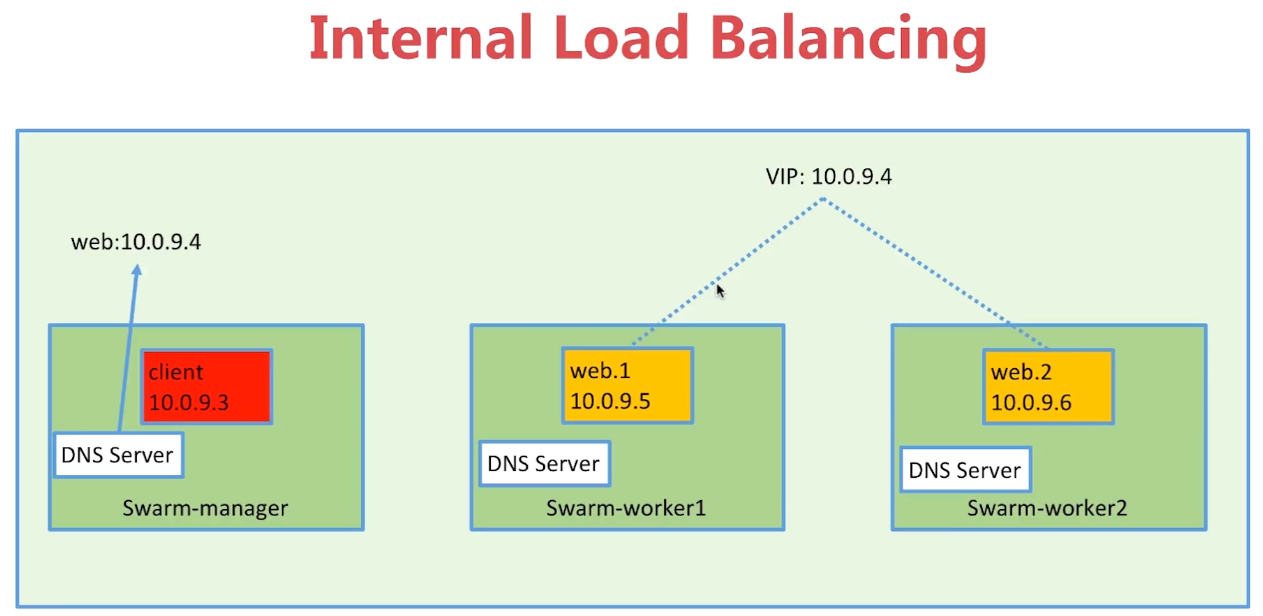 Internal Load Balancing
VIP: 10.0.9.4
web:10.0.9.4
client
10.0.9.3
DNS Server
Swarm-manager
web.1
10.0.9.5
DNS Server
Swarm-worker1
web.2
10.0.9.6
DNS Server
Swarm-worker2